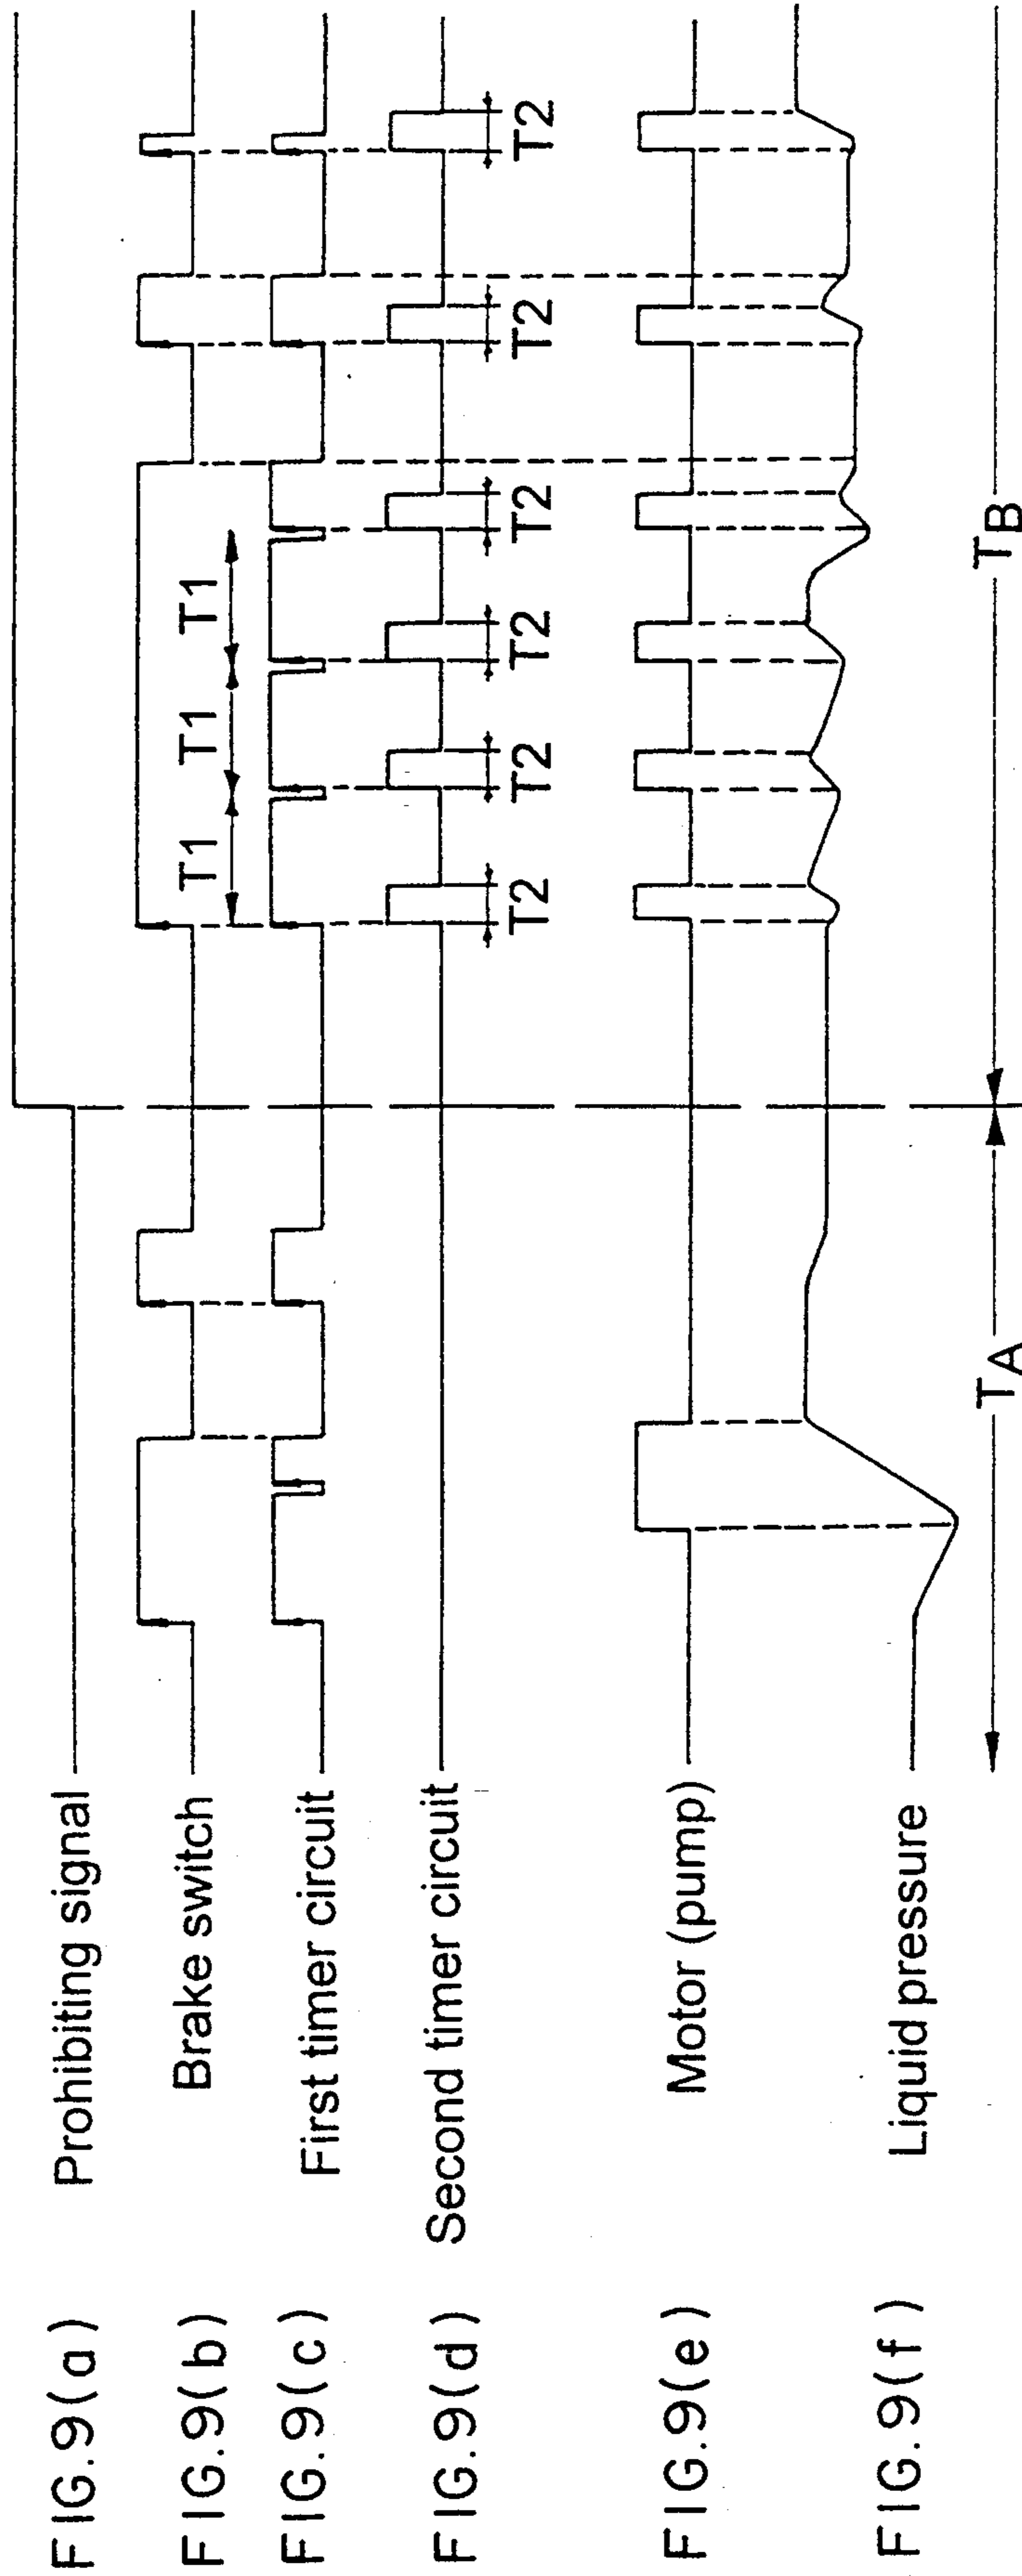 FIG.9(a) Prohibiting signal
FIG.9(b) Brake switch
T1 T1 T1
FIG.9(c) First timer circuit
FIG.9(d) Second timer circuit
T2 T2 T2 T2 T2 T2
FIG.9(e) Motor (pump)
FIG.9(f) Liquid pressure
TA TB